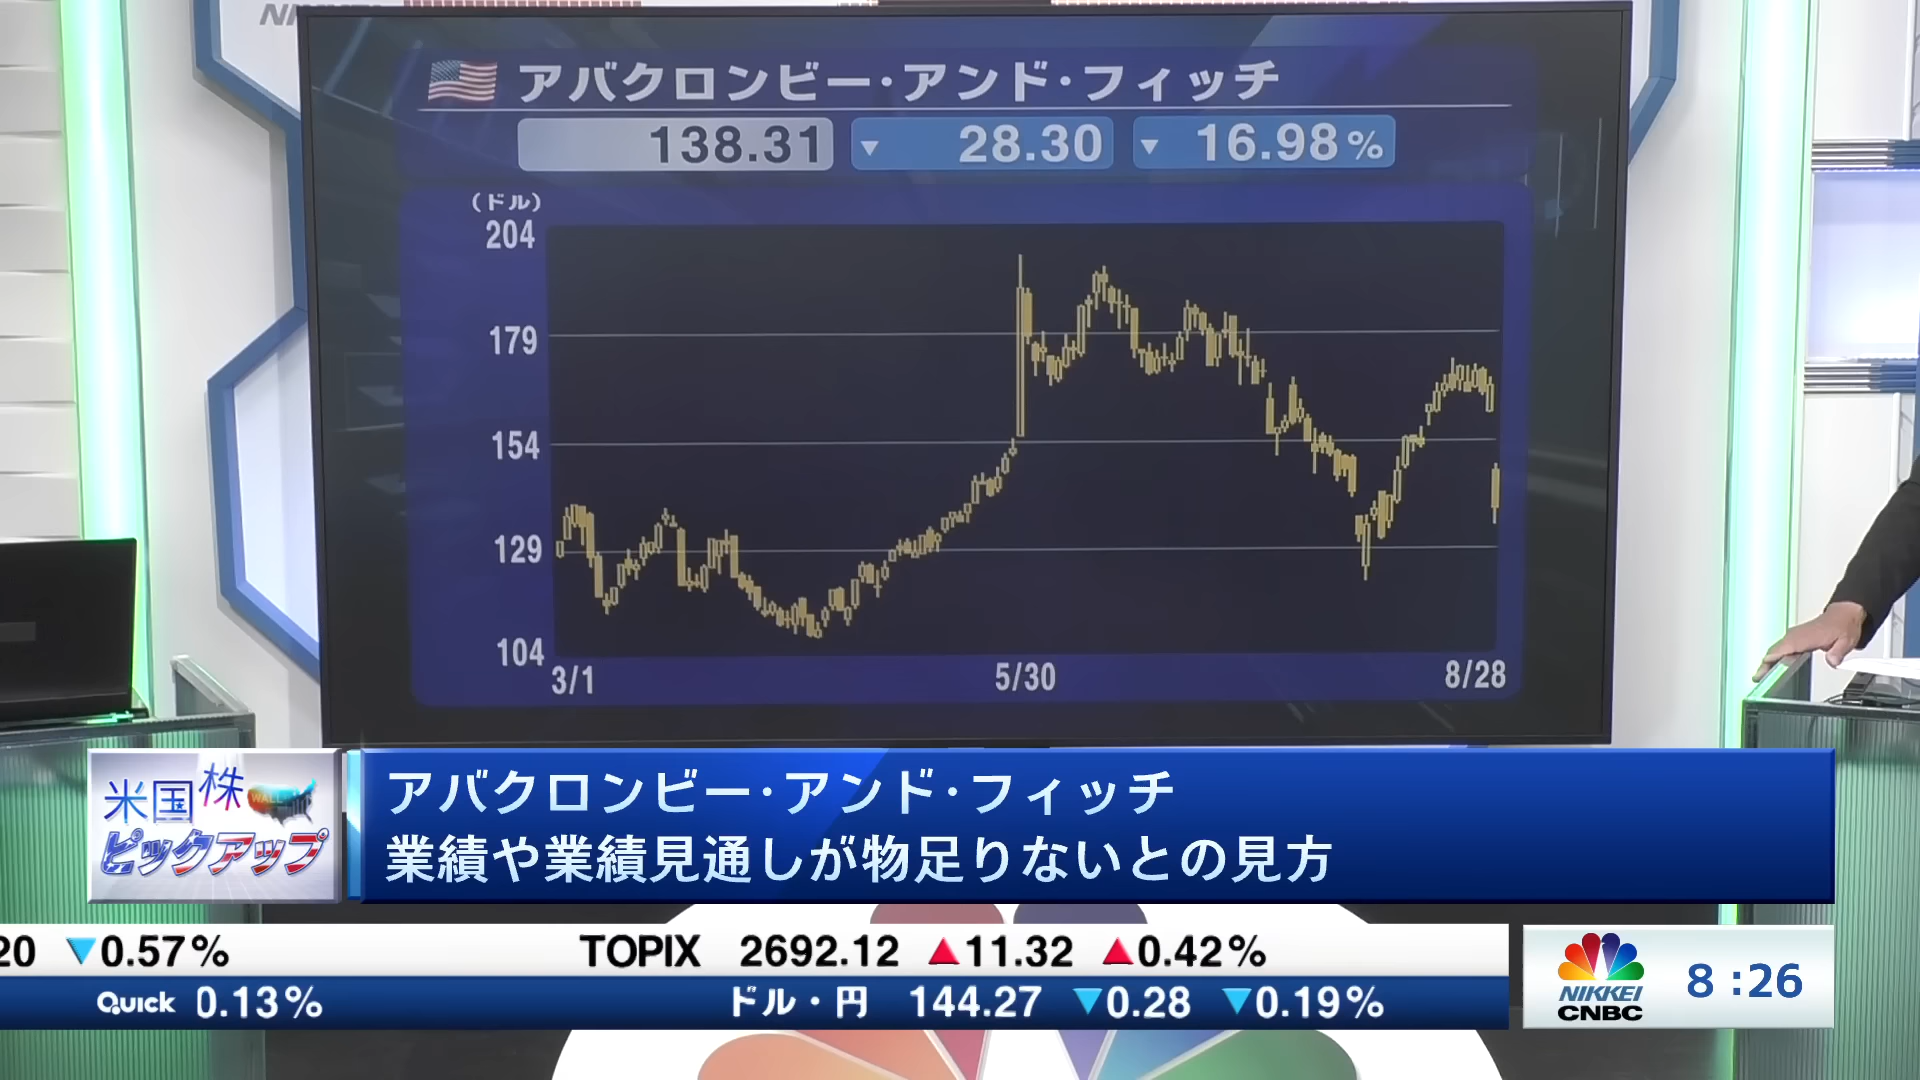 アバクロンビー・アンド・フィッチ
138.31 ▼ 28.30 ▼ 16.98%
(ドル)
204
179
154
129
104
3/1 5/30 8/28
米国株
WALL
ピックアップ
アバクロンビー・アンド・フィッチ
業績や業績見通しが物足りないとの見方
20 ▼0.57% TOPIX 2692.12 ▲11.32 ▲0.42%
QUICK 0.13% ドル・円 144.27 ▼0.28 ▼0.19%
NIKKEI
CNBC
8:26